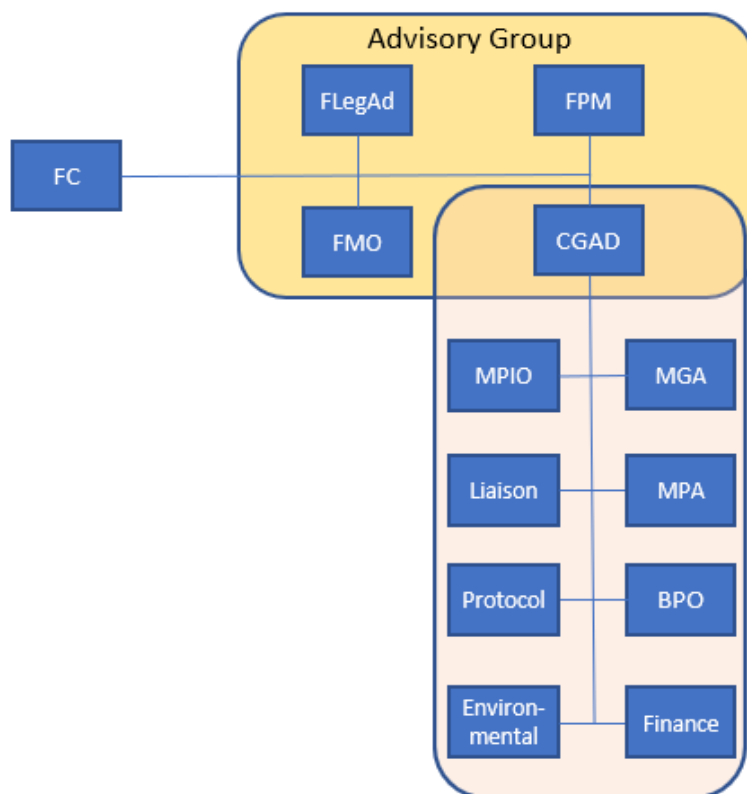 Advisory Group
FLegAd
FPM
FC
FMO
CGAD
MPIO
MGA
Liaison
MPA
Protocol
BPO
Environ-
mental
Finance